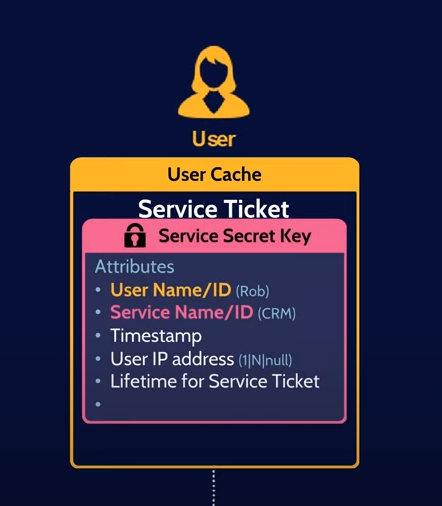 User
User Cache
Service Ticket
Service Secret Key
Attributes
• User Name/ID (Rob)
• Service Name/ID (CRM)
• Timestamp
• User IP address (1|N|null)
• Lifetime for Service Ticket
•